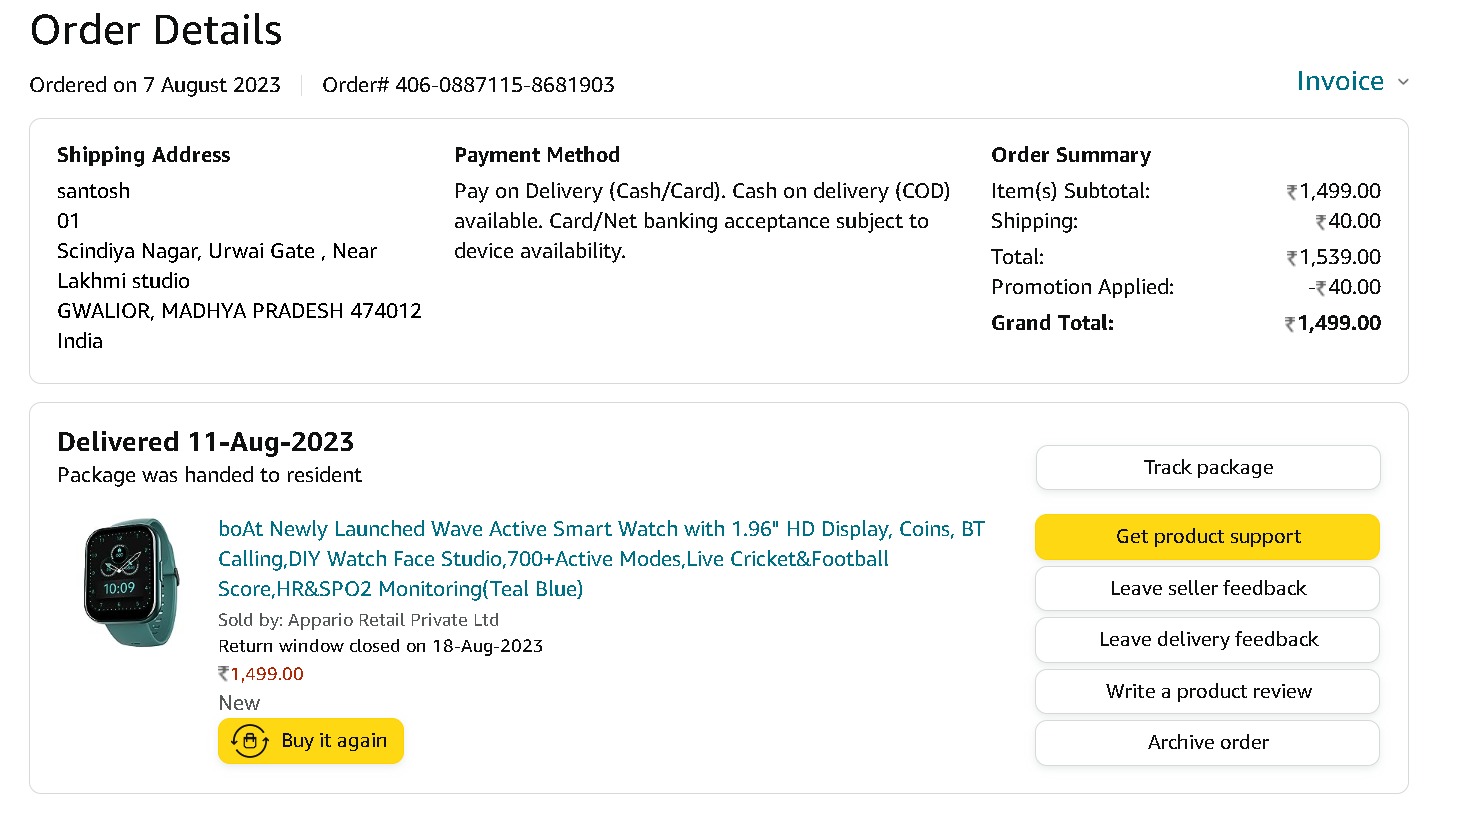 Order Details
Ordered on 7 August 2023 Order# 406-0887115-8681903
Invoice
Shipping Address
santosh
01
Scindiya Nagar, Urwai Gate , Near
Lakhmi studio
GWALIOR, MADHYA PRADESH 474012
India
Payment Method
Pay on Delivery (Cash/Card). Cash on delivery (COD)
available. Card/Net banking acceptance subject to
device availability.
Order Summary
Item(s) Subtotal: ₹1,499.00
Shipping: ₹40.00
Total: ₹1,539.00
Promotion Applied: -₹40.00
Grand Total: ₹1,499.00
Delivered 11-Aug-2023
Package was handed to resident
10:09
boAt Newly Launched Wave Active Smart Watch with 1.96" HD Display, Coins, BT
Calling,DIY Watch Face Studio,700+Active Modes,Live Cricket&Football
Score,HR&SPO2 Monitoring(Teal Blue)
Sold by: Appario Retail Private Ltd
Return window closed on 18-Aug-2023
₹1,499.00
New
Buy it again
Track package
Get product support
Leave seller feedback
Leave delivery feedback
Write a product review
Archive order